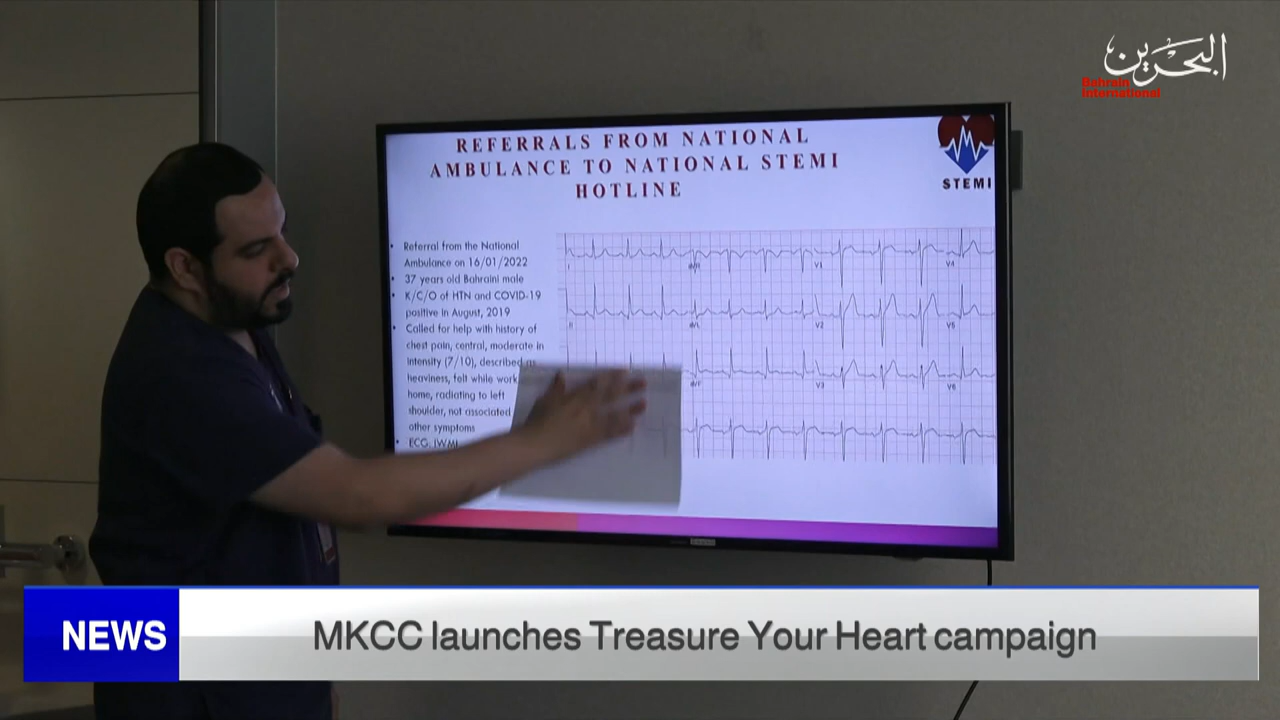 البحرين
Bahrain
International
REFERRALS FROM NATIONAL
AMBULANCE TO NATIONAL STEMI
HOTLINE
STEMI
• Referral from the National
Ambulance on 16/01/2022
• 37 years old Bahraini male
• K/C/O of HTN and COVID-19
positive in August, 2019
• Called for help with history of
chest pain, central, moderate in
intensity (7/10), described as
heaviness, felt while work
home, radiating to left
shoulder, not associated
other symptoms
• ECG: IWMI
I
aVR
V1
V4
II
aVL
V2
V5
aVF
V3
V6
NEWS
MKCC launches Treasure Your Heart campaign